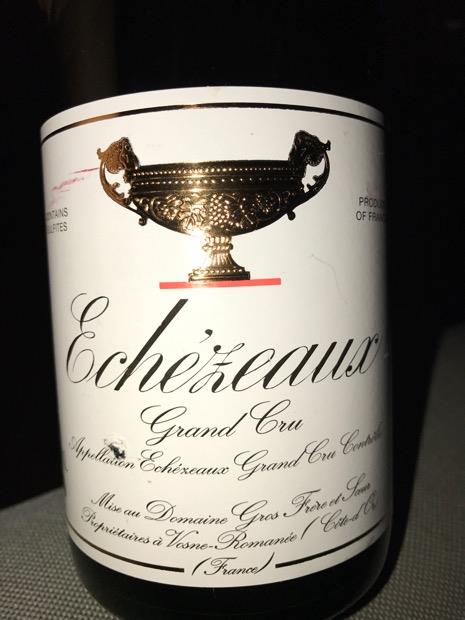 CONTAINS
SULFITES
PRODUCT
OF FRANCE
Echézeaux
Grand Cru
Appellation Echézeaux Grand Cru Contrôlée
Mise au Domaine Gros Frère et Sœur
Propriétaires à Vosne-Romanée (Côte-d'Or)
(France)